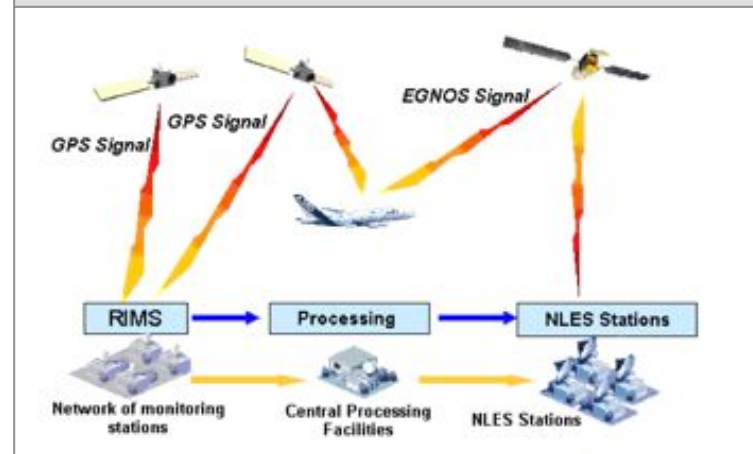 EGNOS Signal
GPS Signal
GPS Signal
RIMS
Processing
NLES Stations
Network of monitoring
stations
Central Processing
Facilities
NLES Stations